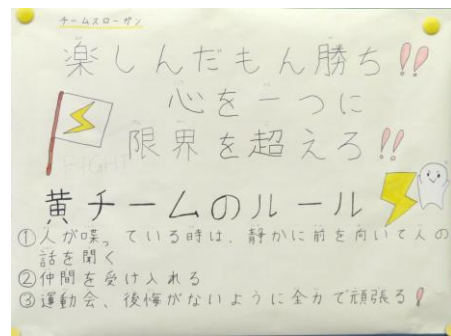 チームスローガン
楽しんだもん勝ち!!
心を一つに
限界を超えろ!!
FIGHT
黄チームのルール
①人が喋っている時は、静かに前を向いて人の
話を聞く
②仲間を受け入れる
③運動会、後悔がないように全力で頑張る!